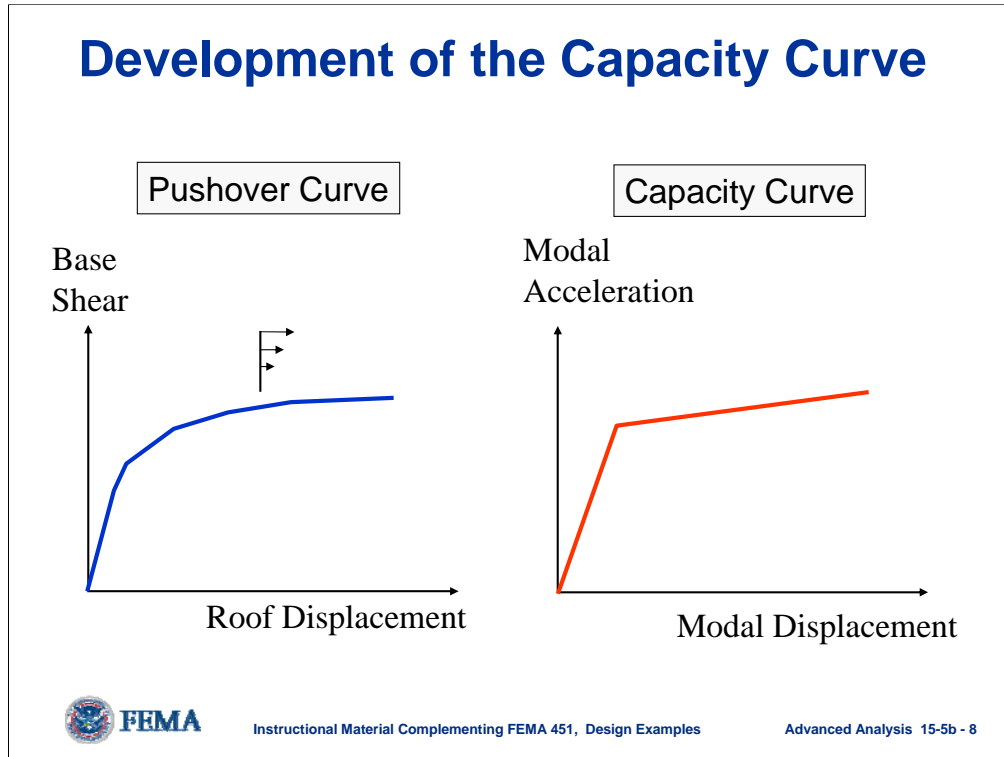 Development of the Capacity Curve
Pushover Curve
Base
Shear
Roof Displacement
Capacity Curve
Modal
Acceleration
Modal Displacement
FEMA
Instructional Material Complementing FEMA 451, Design Examples
Advanced Analysis 15-5b - 8